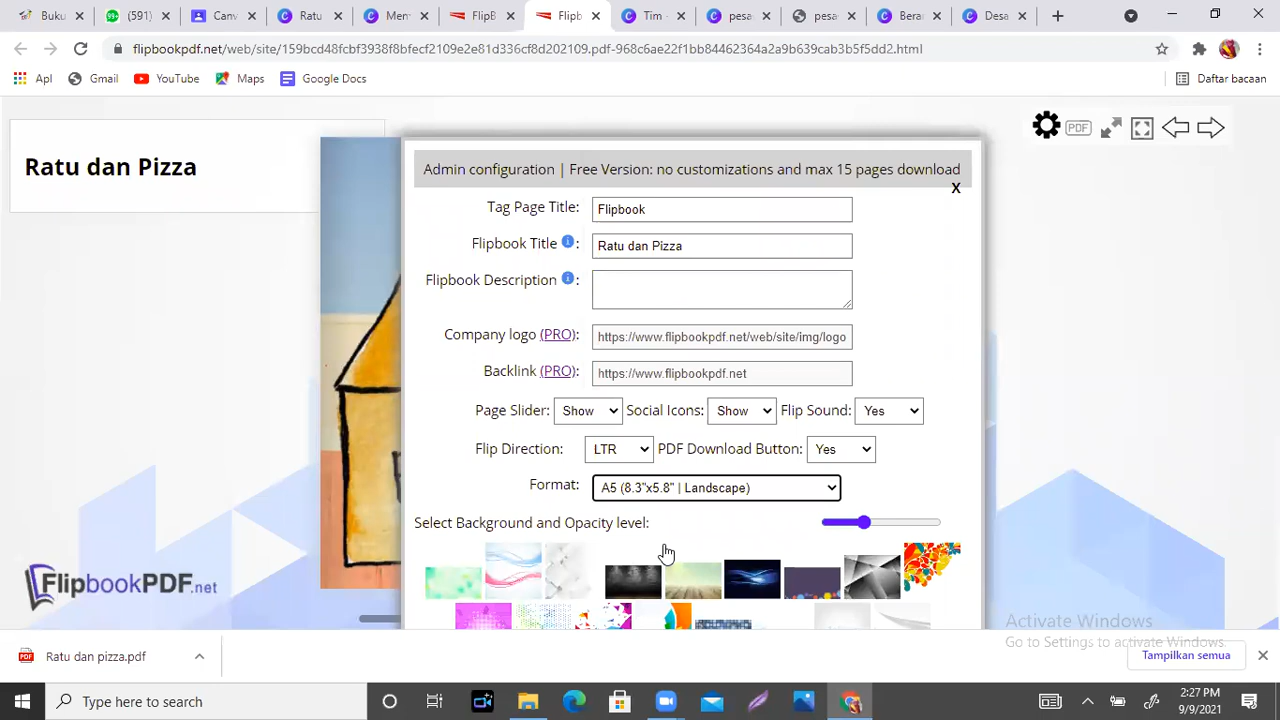 Buku
(591)
Canv
Ratu
Men
FlipB
Flipb
Tim -
pesa
pesa
Bera
Desa
flipbookpdf.net/web/site/159bcd48fcbf3938f8bfecf2109e2e81d336cf8d202109.pdf-968c6ae22f1bb84462364a2a9b639cab3b5f5dd2.html
Apl
Gmail
YouTube
Maps
Google Docs
Daftar bacaan
Ratu dan Pizza
PDF
Admin configuration | Free Version: no customizations and max 15 pages download
X
Tag Page Title: Flipbook
Flipbook Title i : Ratu dan Pizza
Flipbook Description i :
Company logo (PRO): https://www.flipbookpdf.net/web/site/img/logo
Backlink (PRO): https://www.flipbookpdf.net
Page Slider: Show Social Icons: Show Flip Sound: Yes
Flip Direction: LTR PDF Download Button: Yes
Format: A5 (8.3"x5.8" | Landscape)
Select Background and Opacity level:
FlipbookPDF.net
Activate Windows
Go to Settings to activate Windows.
Ratu dan pizza.pdf
Tampilkan semua
Type here to search
2:27 PM
9/9/2021